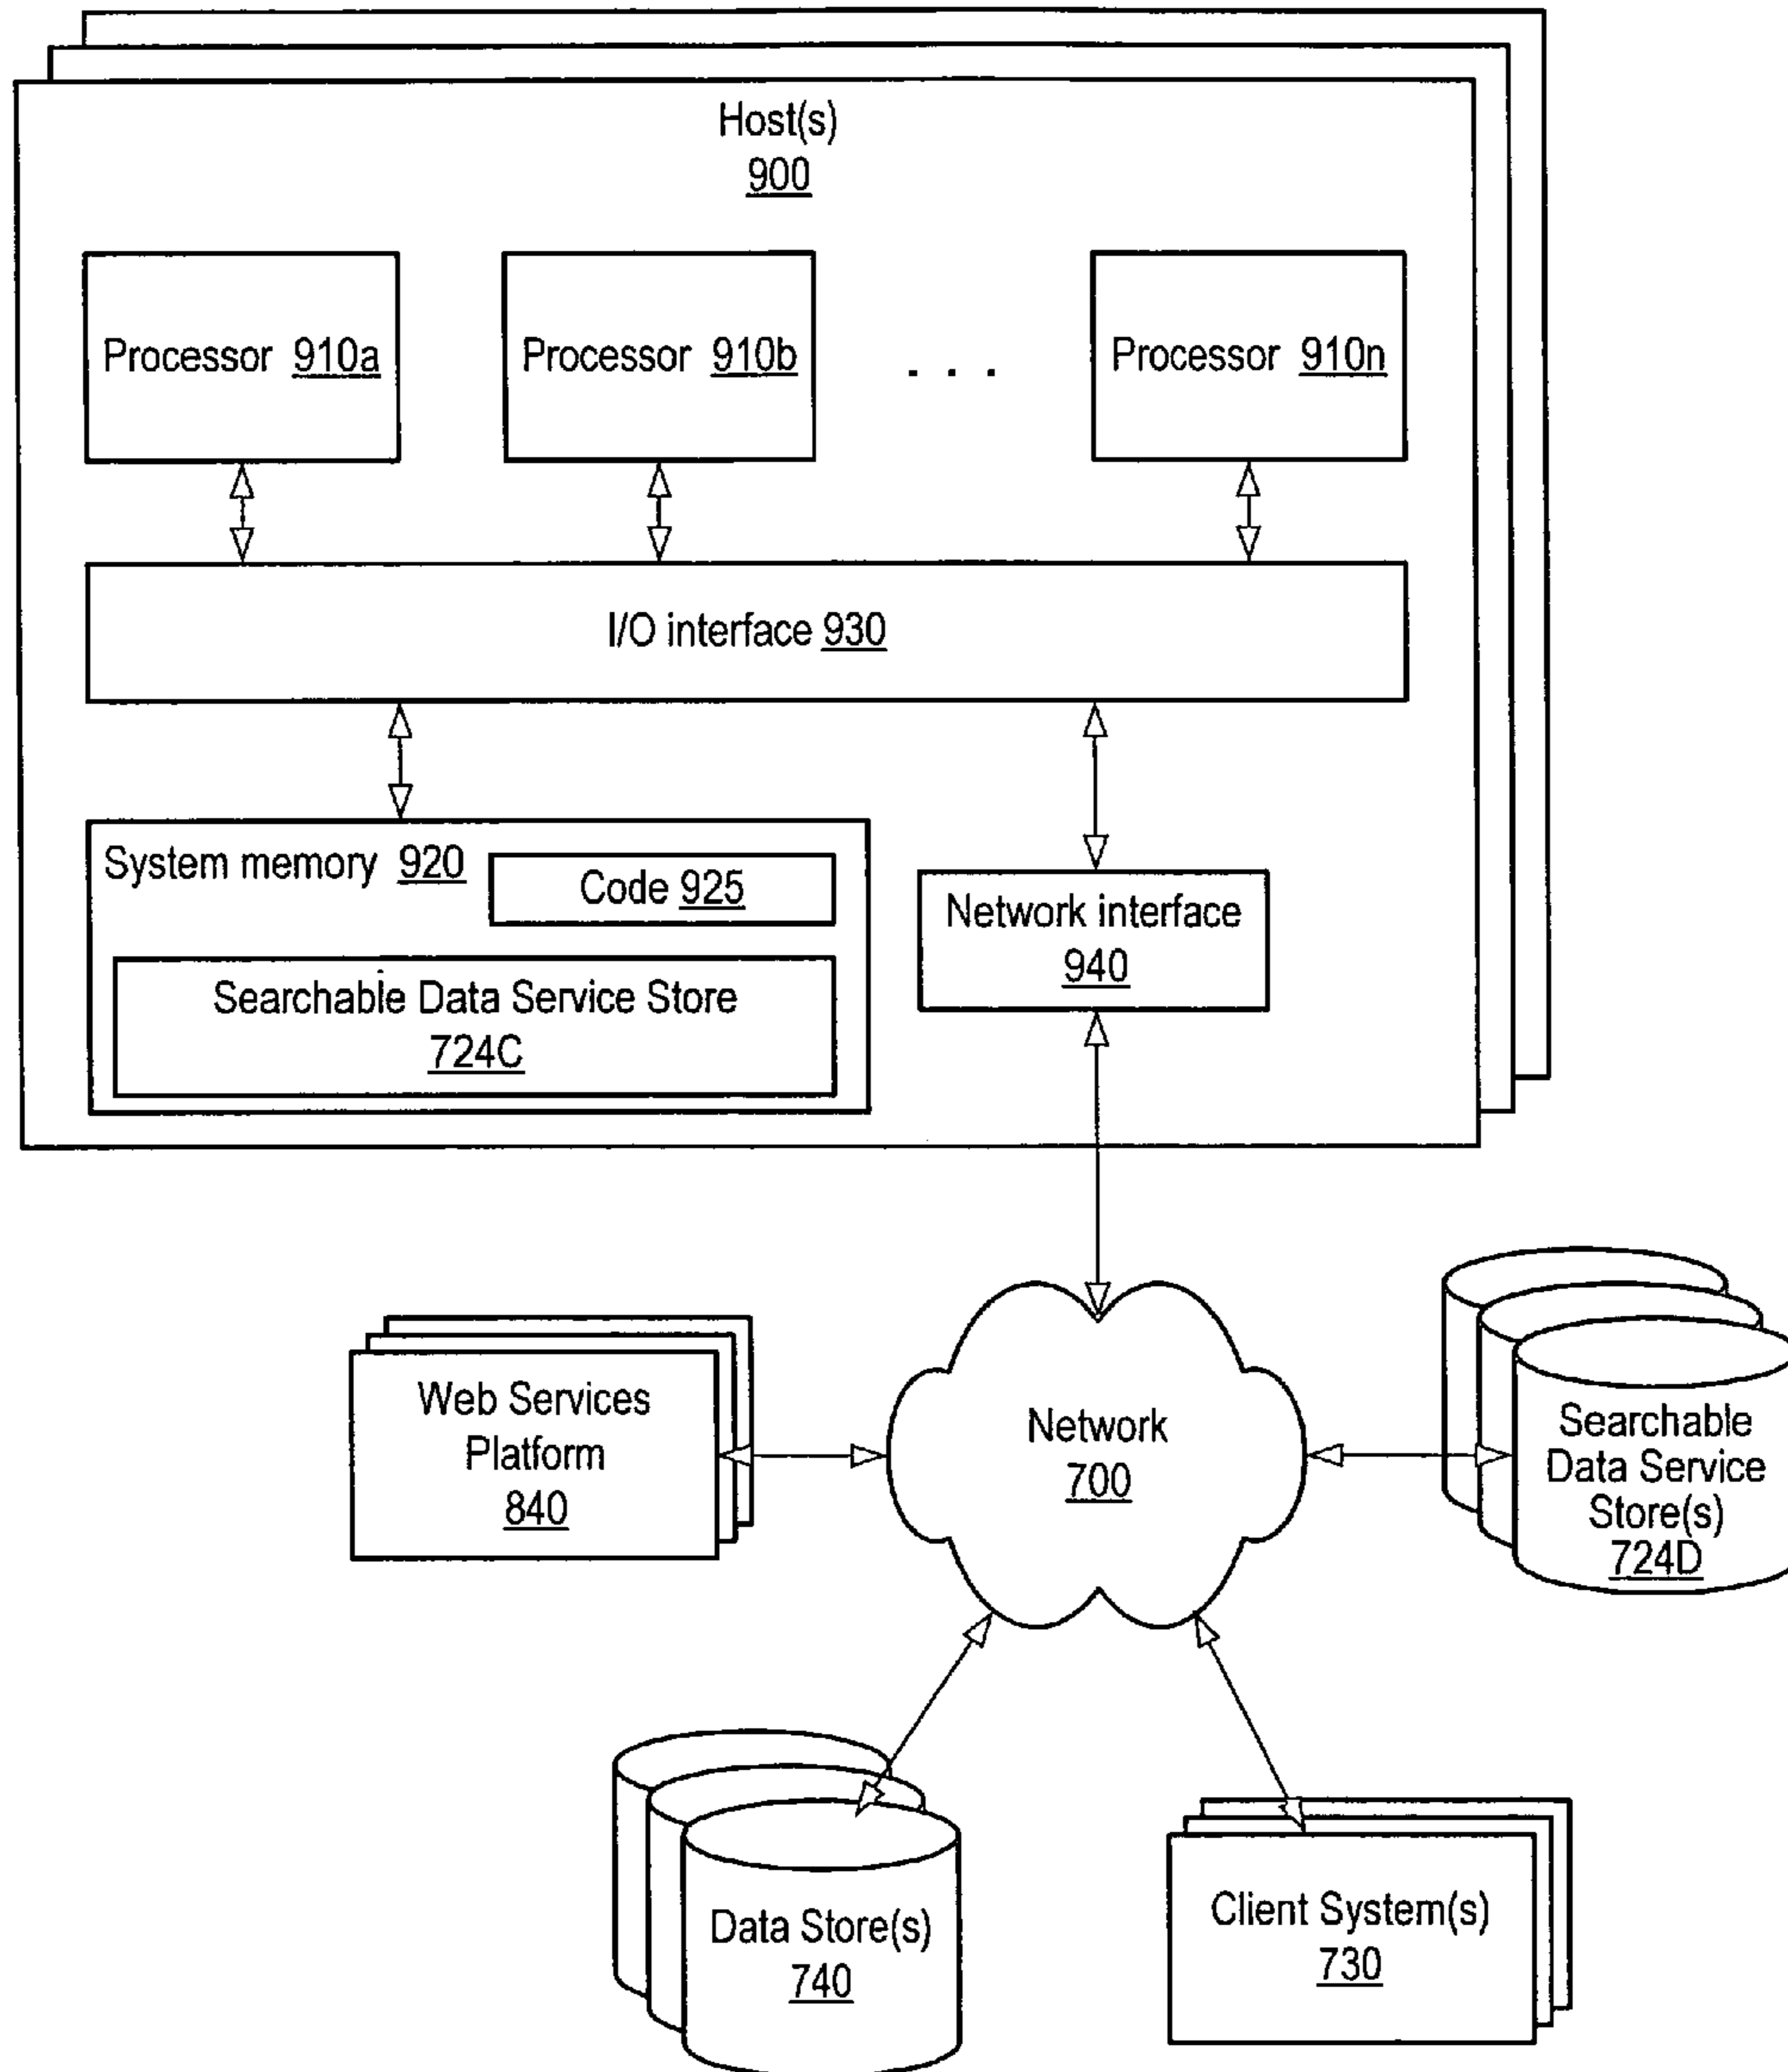 Host(s)
900
Processor 910a
Processor 910b
. . .
Processor 910n
I/O interface 930
System memory 920
Code 925
Searchable Data Service Store
724C
Network interface
940
Web Services
Platform
840
Network
700
Searchable
Data Service
Store(s)
724D
Data Store(s)
740
Client System(s)
730